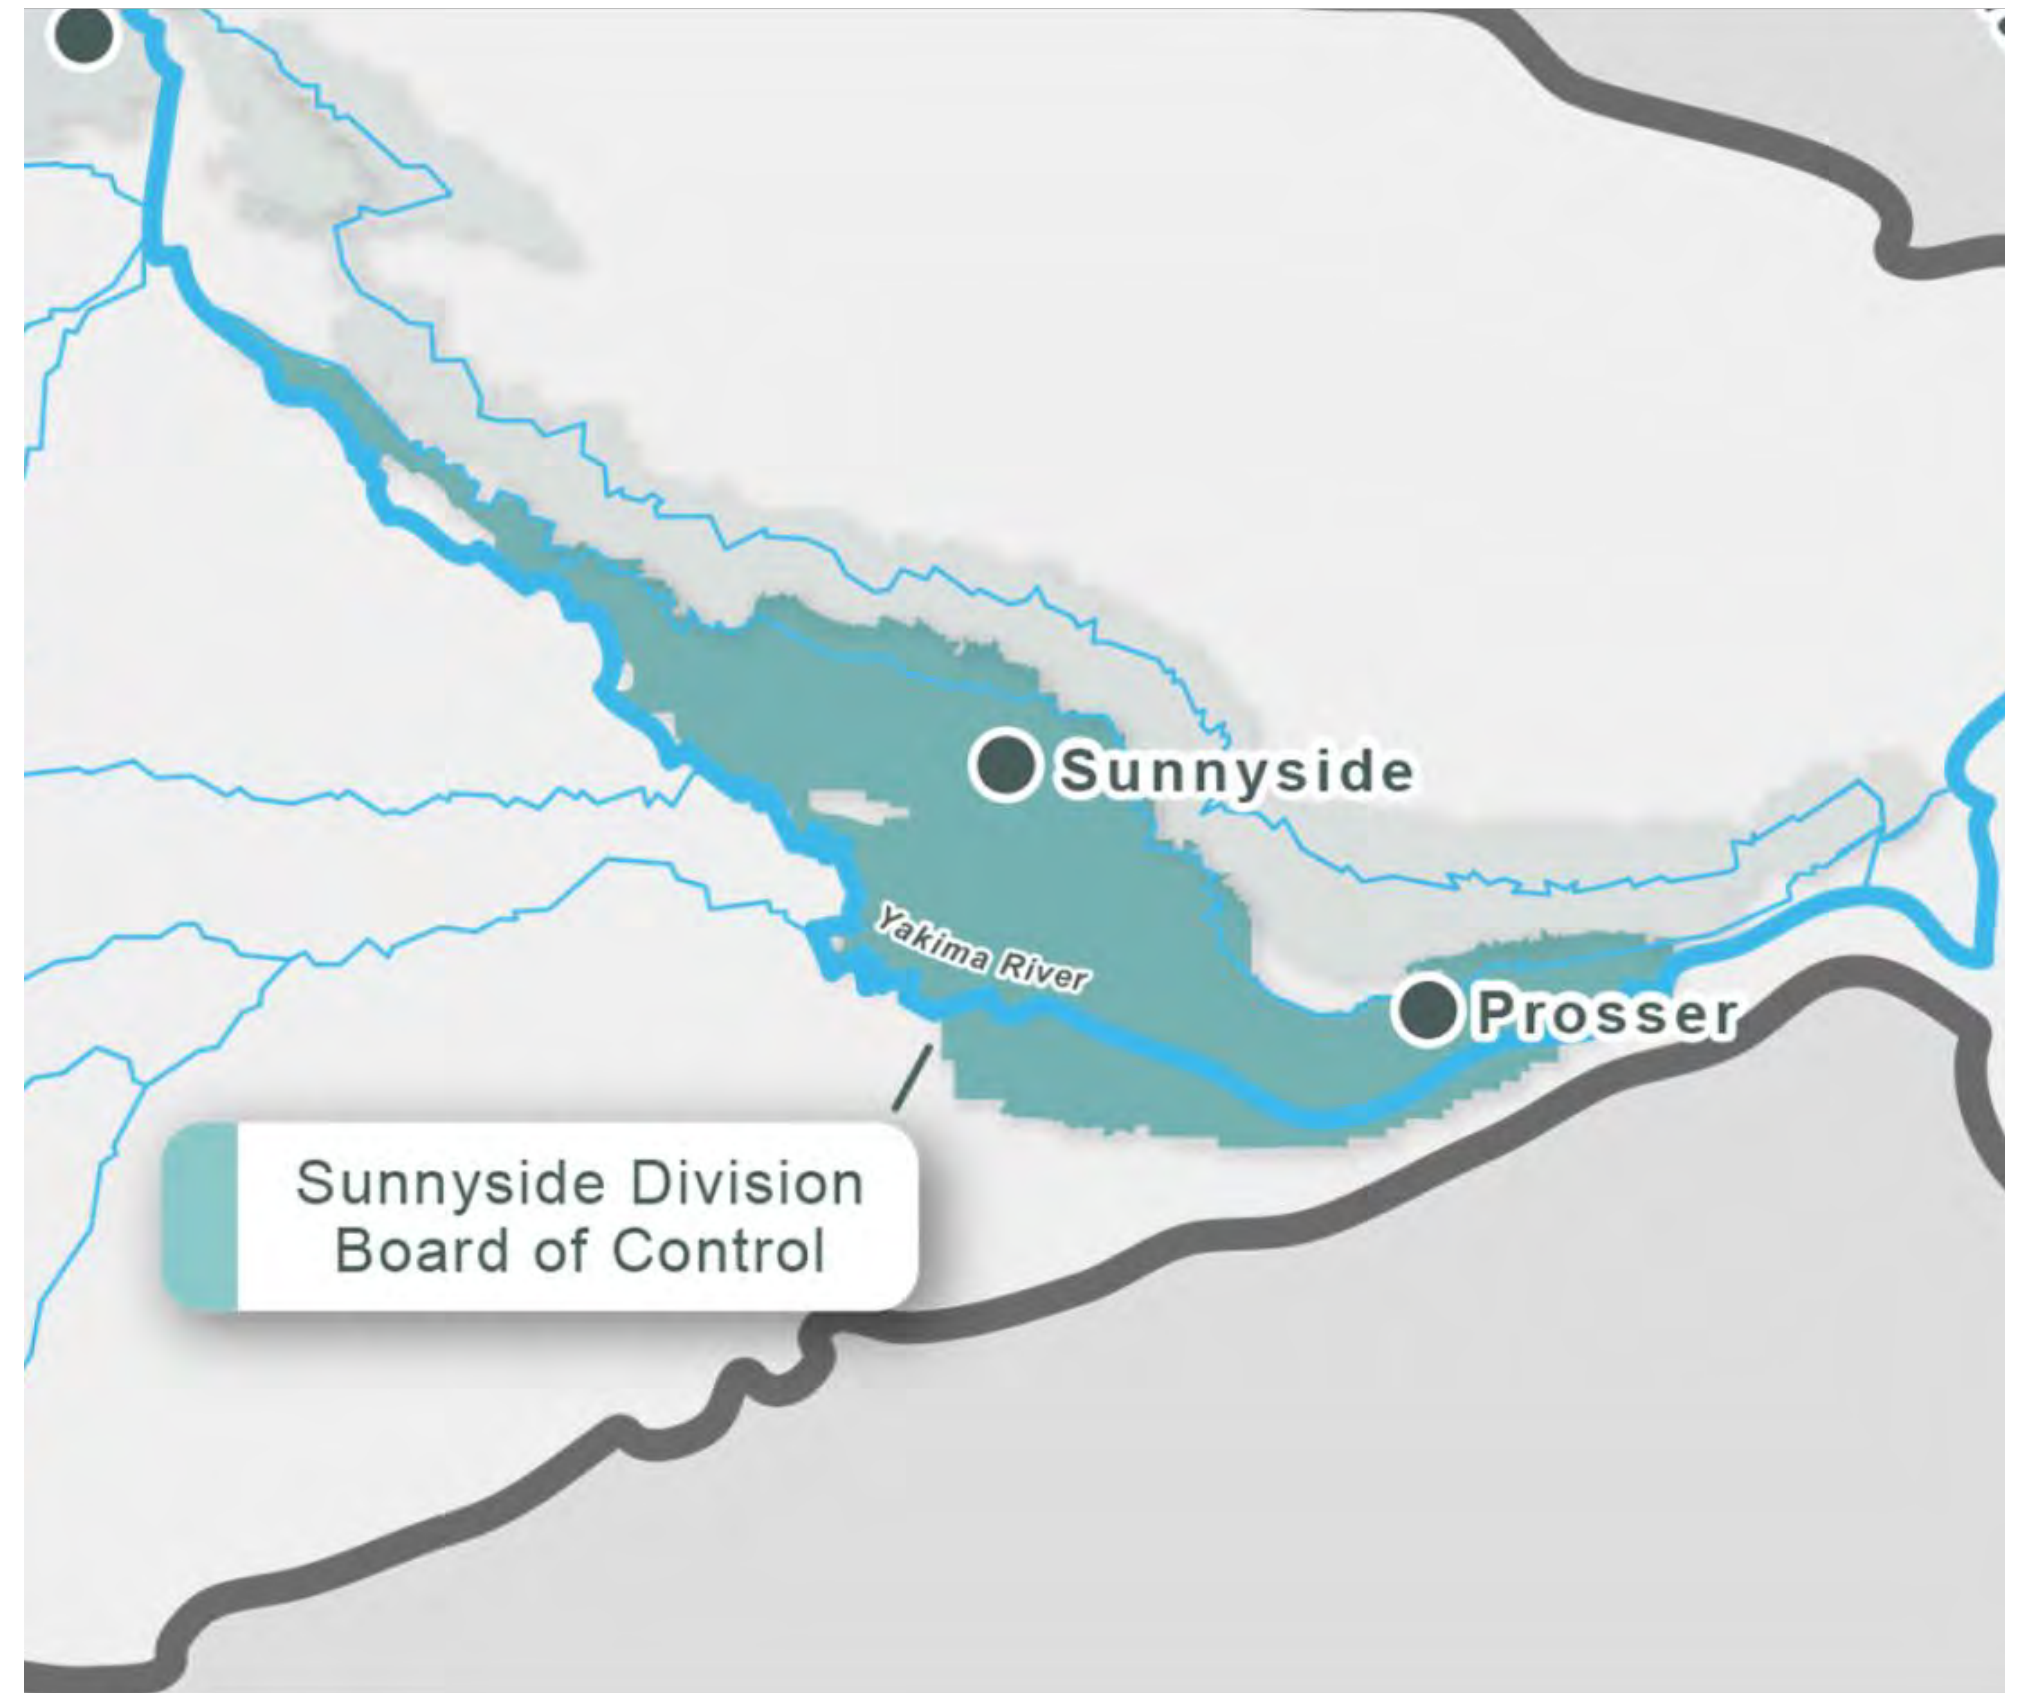 Sunnyside
Yakima River
Prosser
Sunnyside Division
Board of Control